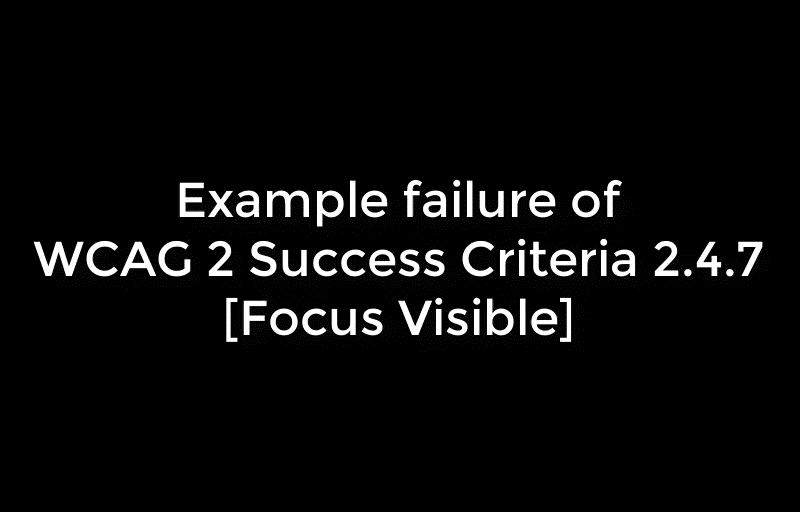 Example failure of
WCAG 2 Success Criteria 2.4.7
[Focus Visible]